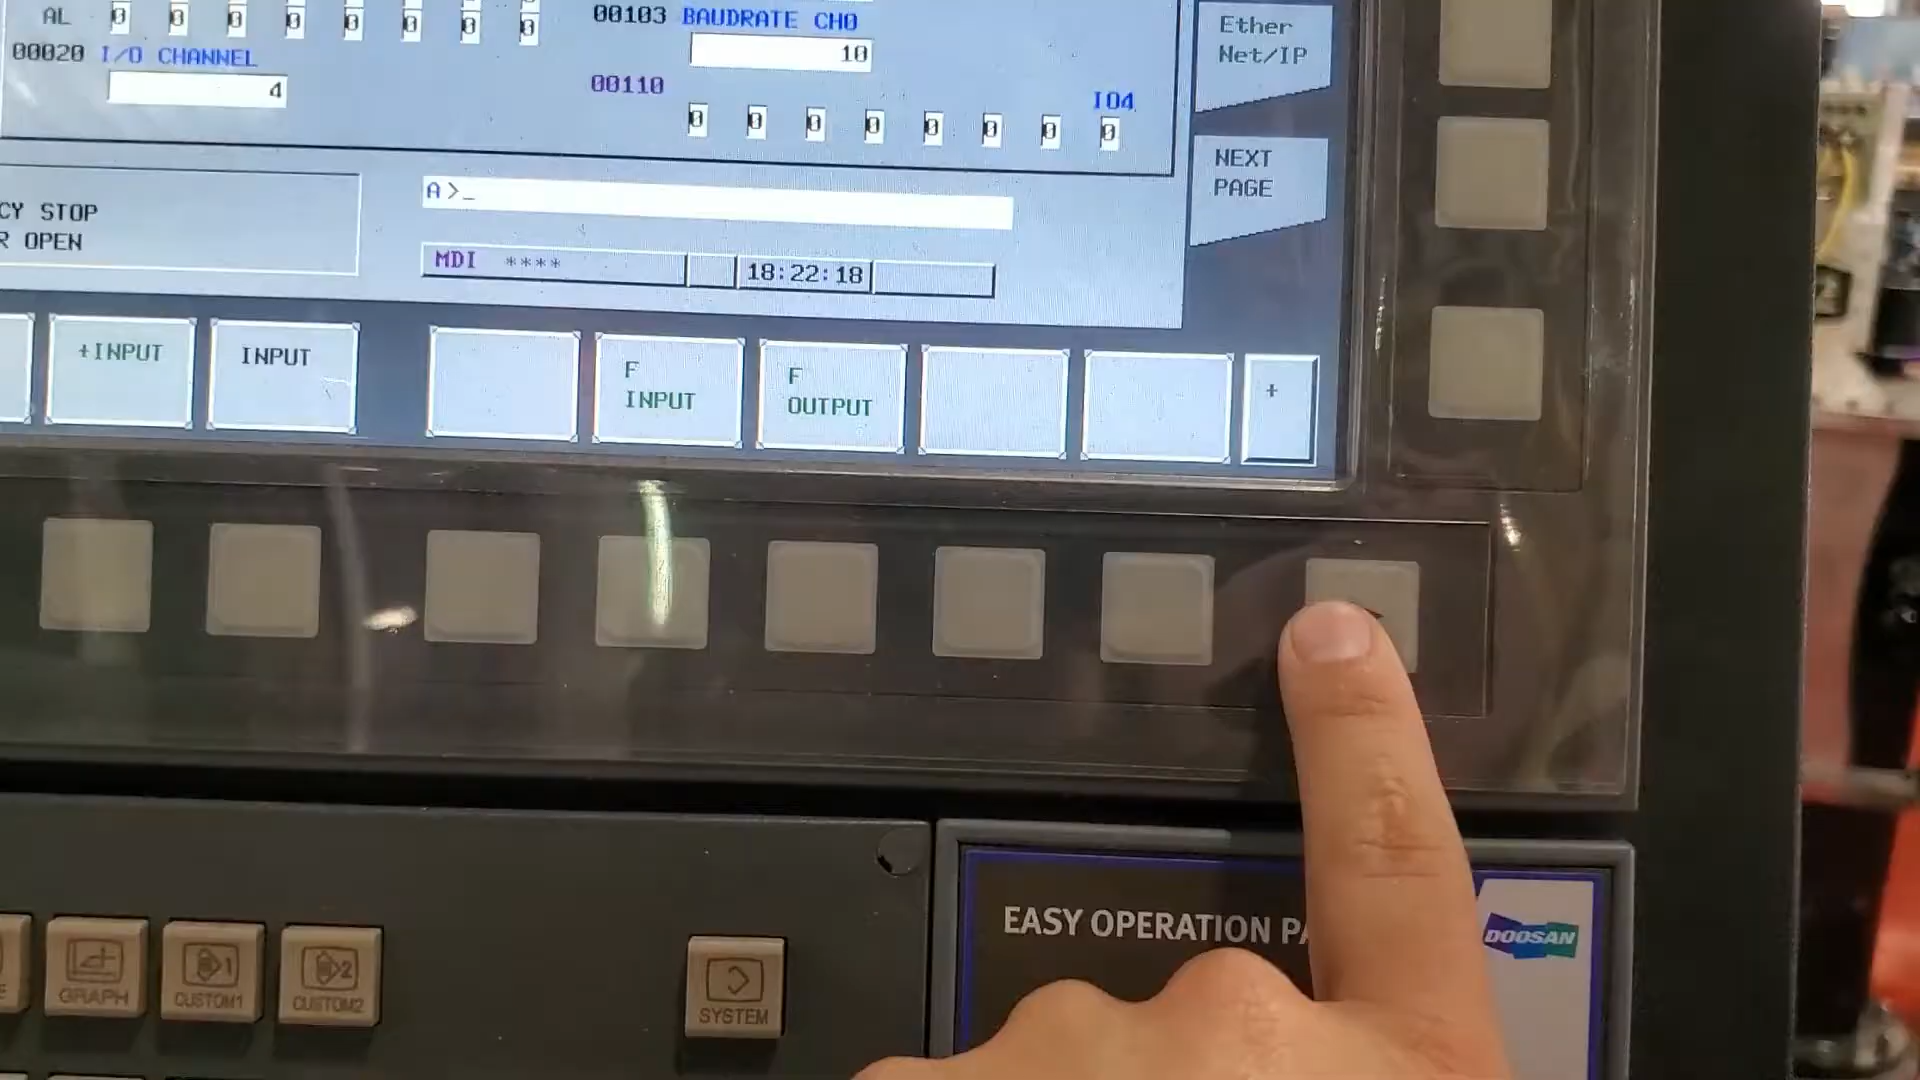 AL 0 0 0 0 0 0 0 0
00020 I/O CHANNEL
4
00103 BAUDRATE CH0
10
00110
IO4
0 0 0 0 0 0 0 0
Ether
Net/IP
NEXT
PAGE
CY STOP
R OPEN
A >_
MDI ****
18:22:18
+INPUT
INPUT
F
INPUT
F
OUTPUT
+
GRAPH
CUSTOM1
CUSTOM2
SYSTEM
EASY OPERATION PA
DOOSAN